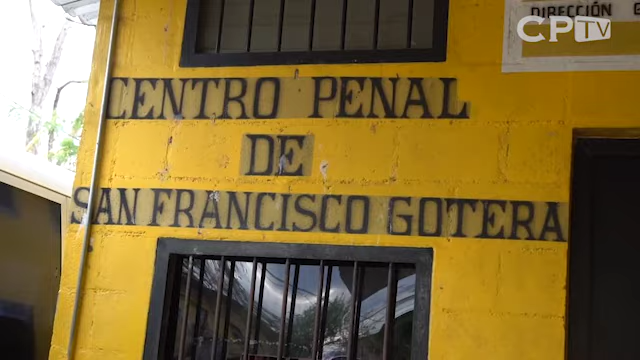 DIRECCIÓN G
CPTV
CENTRO PENAL
DE
SAN FRANCISCO GOTERA